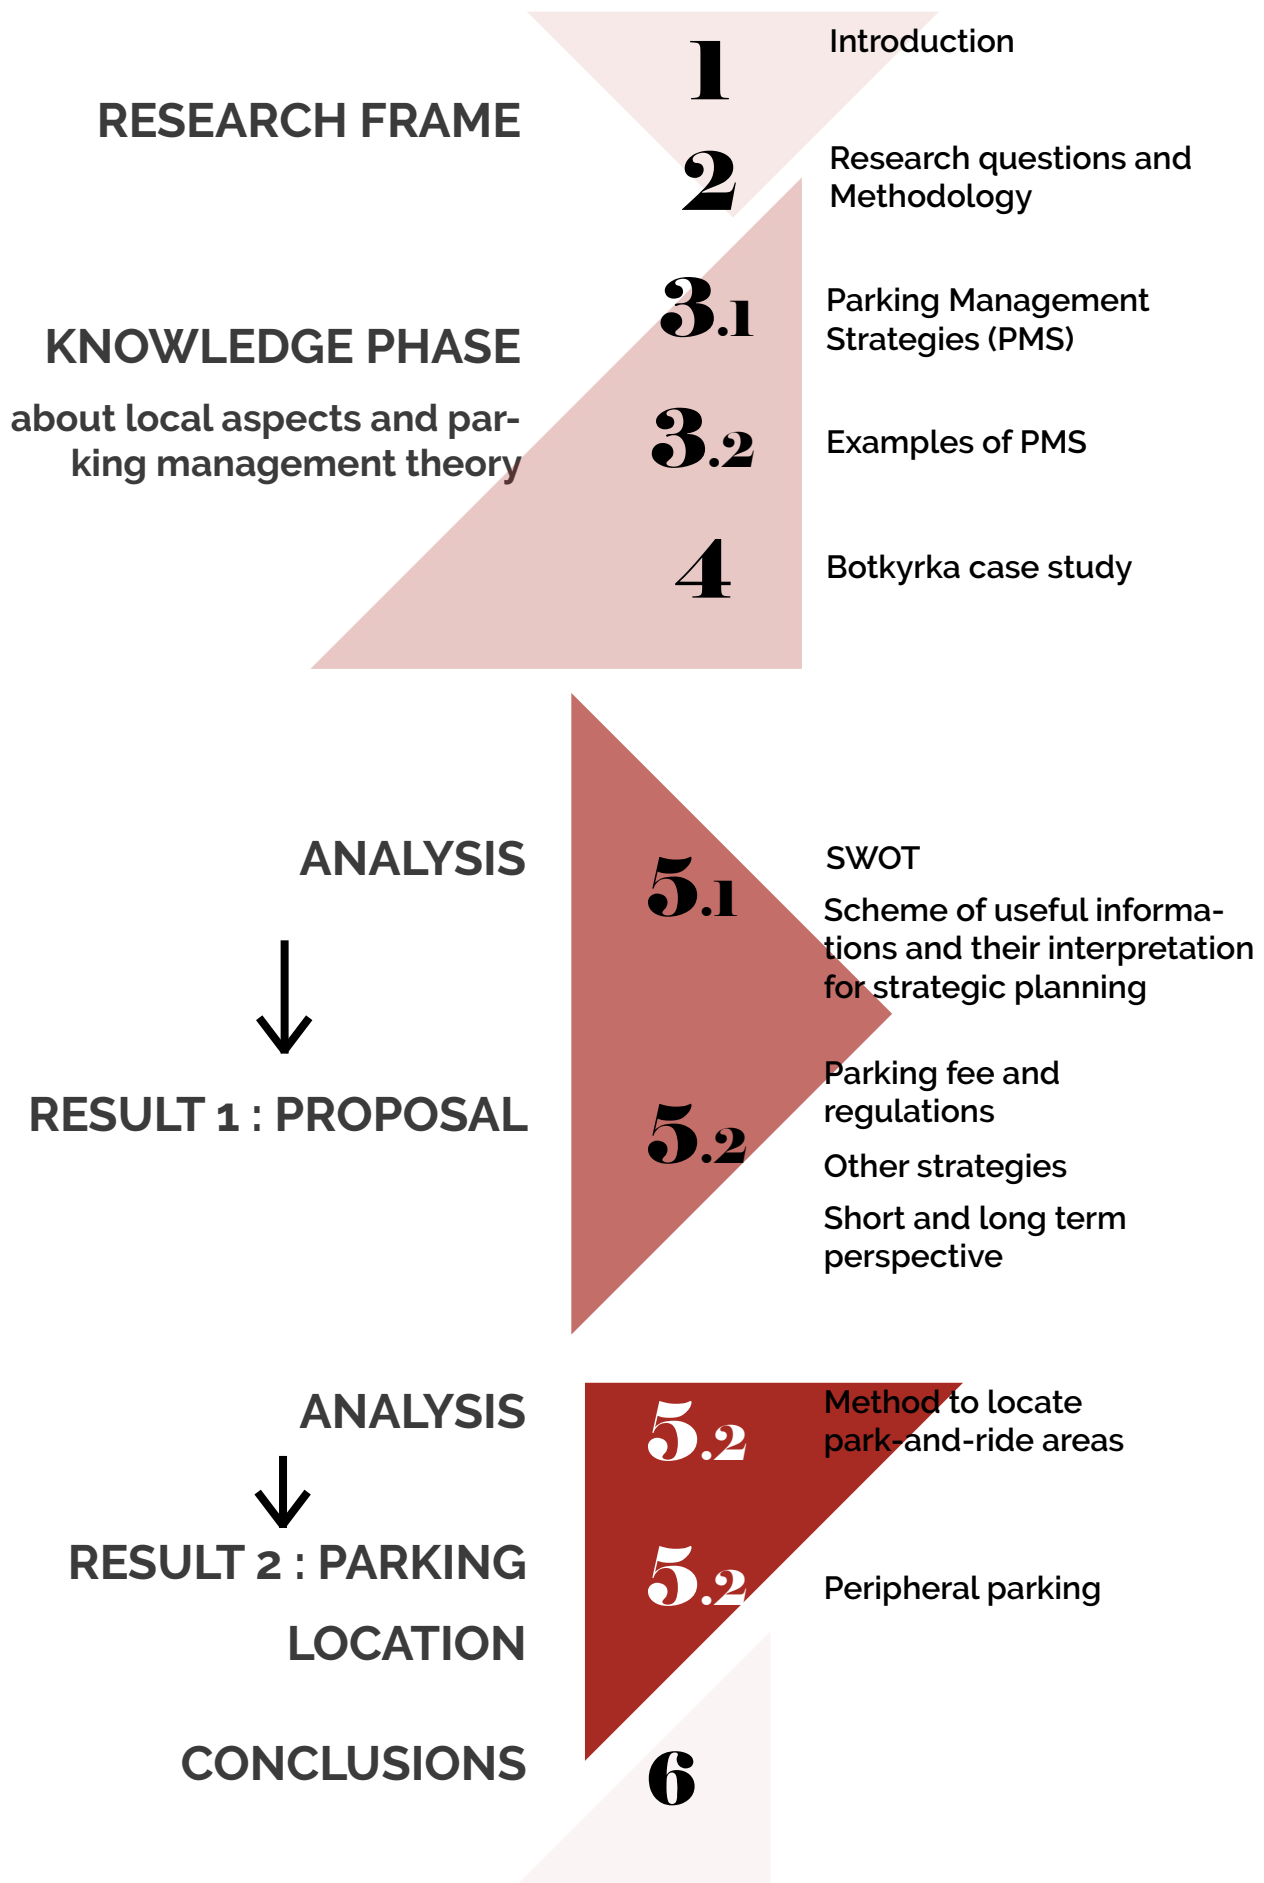 1
Introduction
RESEARCH FRAME
2
Research questions and
Methodology
3.1
Parking Management
Strategies (PMS)
KNOWLEDGE PHASE
about local aspects and par-
king management theory
3.2
Examples of PMS
4
Botkyrka case study
ANALYSIS
5.1
SWOT
Scheme of useful informa-
tions and their interpretation
for strategic planning
RESULT 1 : PROPOSAL
5.2
Parking fee and
regulations
Other strategies
Short and long term
perspective
ANALYSIS
5.2
Method to locate
park-and-ride areas
RESULT 2 : PARKING
LOCATION
5.2
Peripheral parking
CONCLUSIONS
6